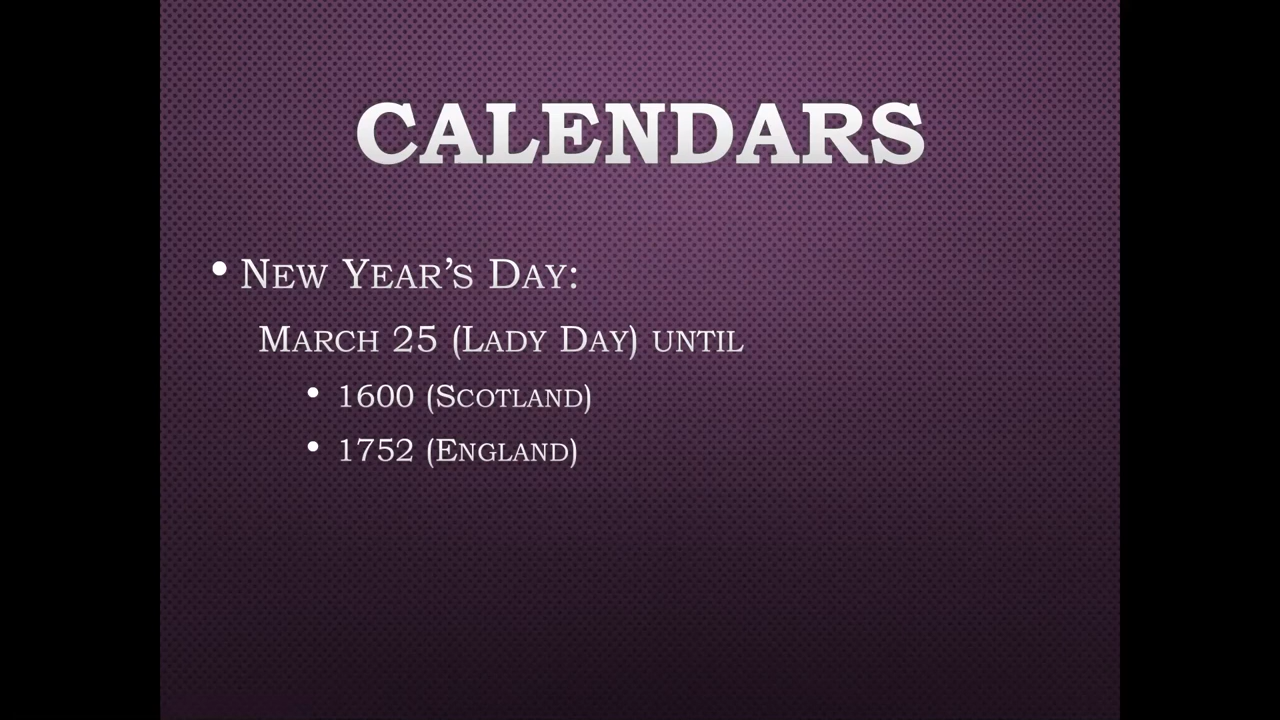 CALENDARS
• New Year’s Day:
March 25 (Lady Day) until
• 1600 (Scotland)
• 1752 (England)